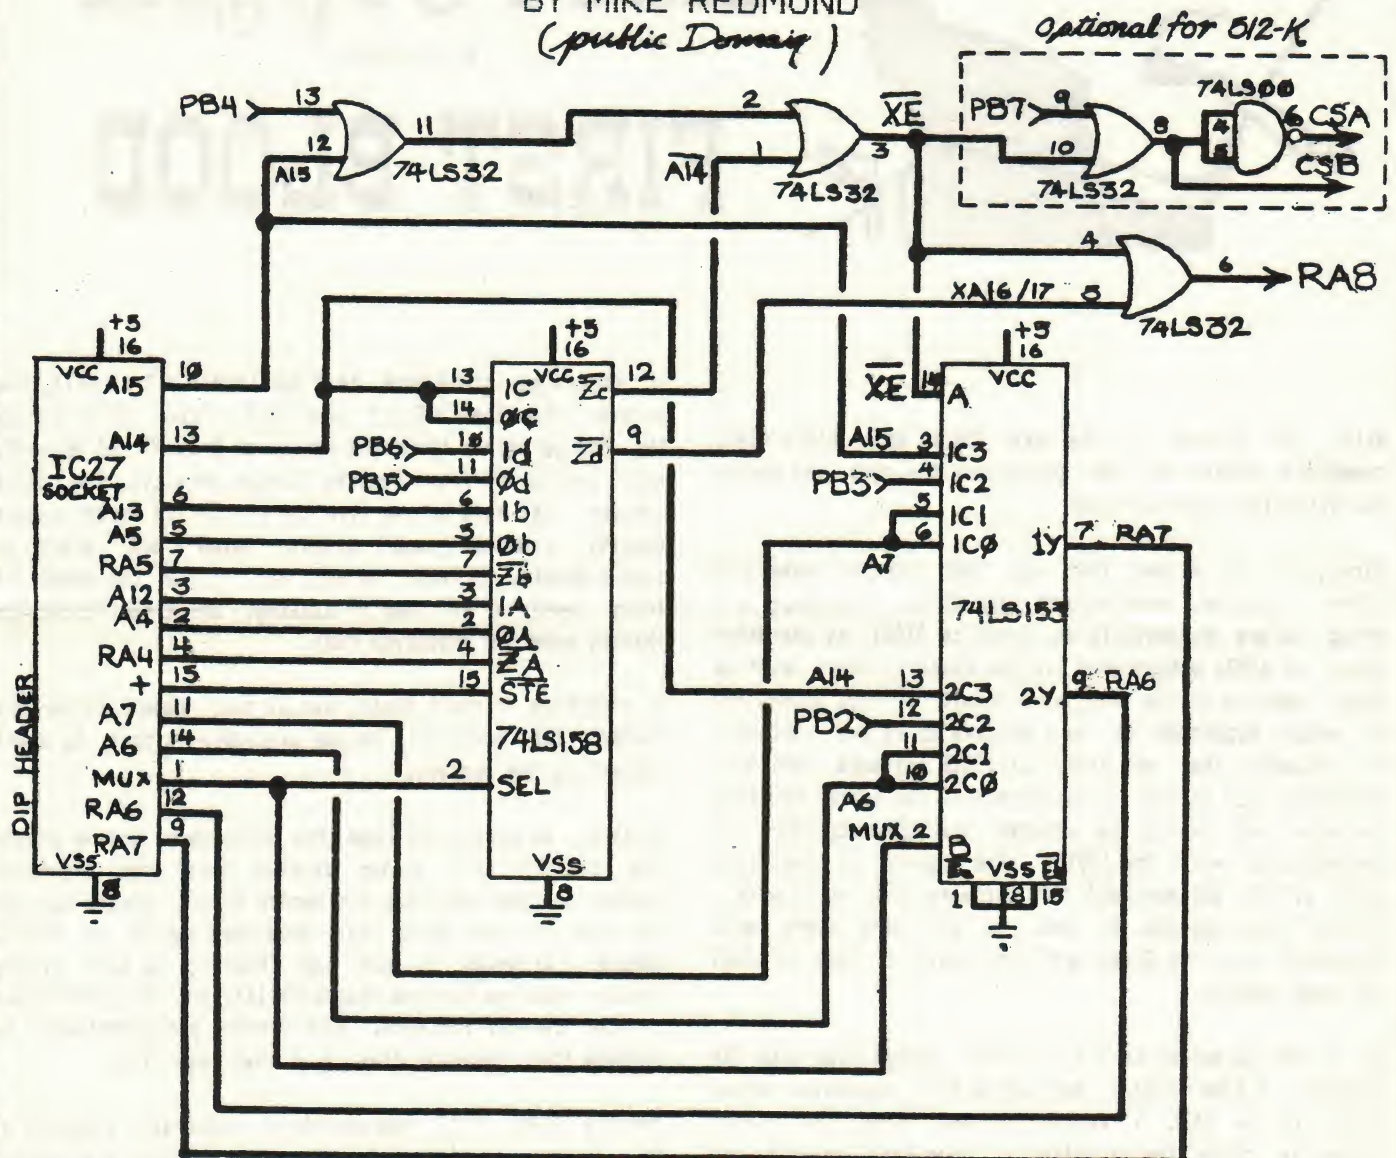 BY MIKE REDMOND
(public Domain)
Optional for 512-K
74LS00
PB4
13
12
A15
11
74LS32
2
1
A14
3
74LS32
XE
PB7
9
10
8
74LS32
4
5
6
CSA
CSB
4
XA16/17
5
6
RA8
74LS32
DIP HEADER
IC27
SOCKET
+5
16
VCC
A15 10
A14 13
A13 6
A5 5
RA5 7
A12 3
A4 2
RA4 4
+ 15
A7 11
A6 14
MUX 1
RA6 12
RA7 9
VSS
8
+5
16
VCC
13 1C
14 0C
PB6 10 1d
PB5 11 0d
6 1b
5 0b
7 Zb
3 1A
2 0A
4 ZA
15 STE
74LS158
2 SEL
Zc 12
Zd 9
VSS
8
+5
16
VCC
XE 14 A
A15 3 1C3
PB3 4 1C2
5 1C1
6 1C0
A7
1Y 7 RA7
74LS153
A14 13 2C3
PB2 12 2C2
11 2C1
10 2C0
A6
2Y 9 RA6
MUX 2
B
VSS
1 8 15